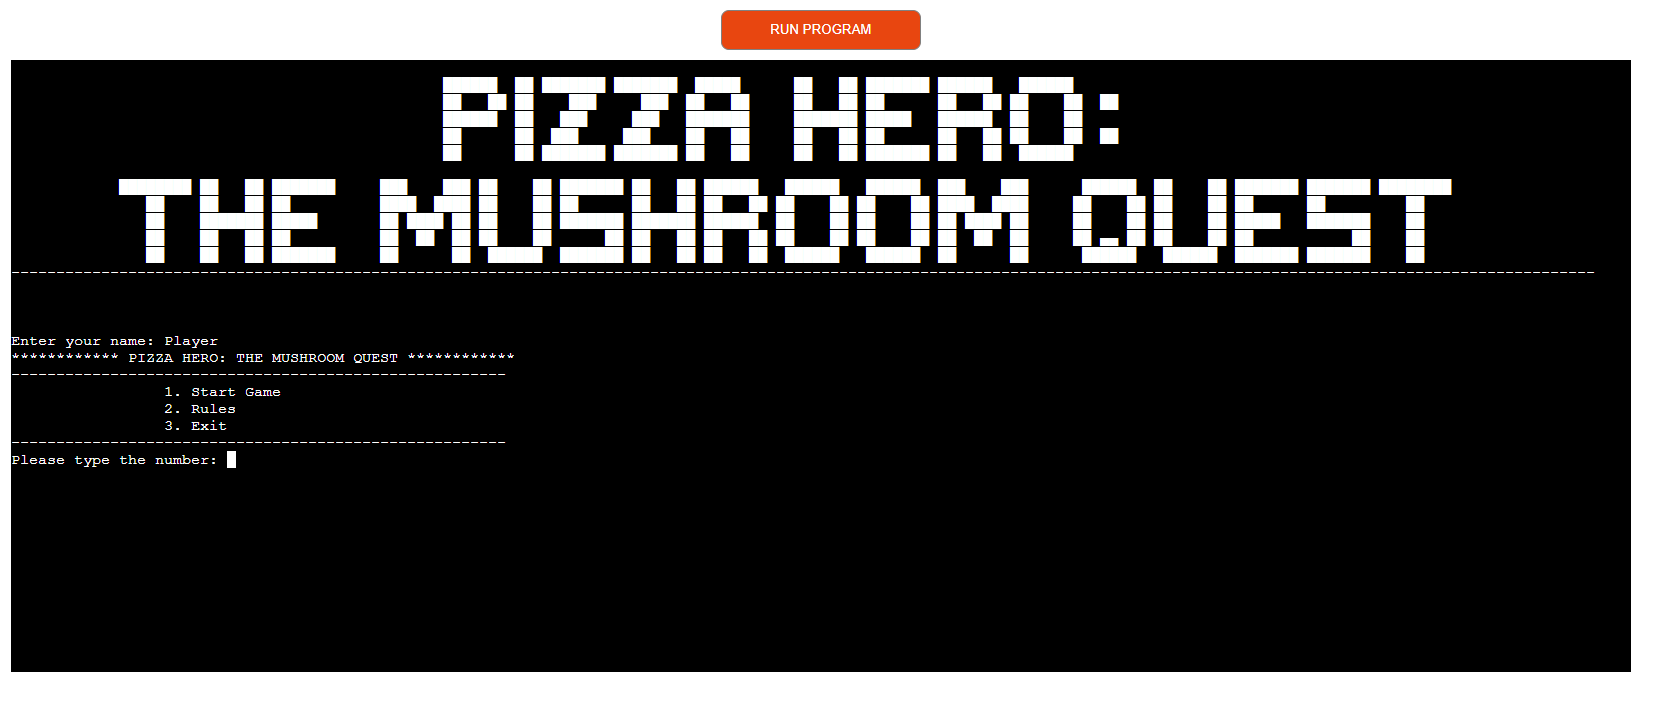 RUN PROGRAM
PIZZA HERO:
THE MUSHROOM QUEST
--------------------------------------------------------------------------------------------------------------------------------------------------------------------------------
Enter your name: Player
************ PIZZA HERO: THE MUSHROOM QUEST ************
-------------------------------------------------------
1. Start Game
2. Rules
3. Exit
-------------------------------------------------------
Please type the number: